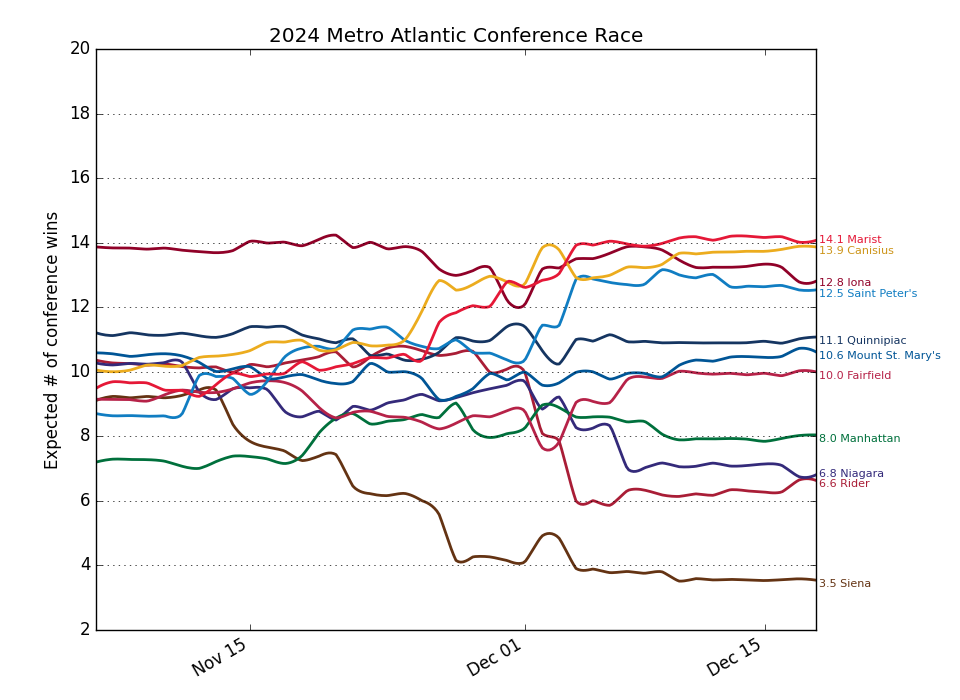 2024 Metro Atlantic Conference Race
Expected # of conference wins
20
18
16
14
12
10
8
6
4
2
14.1 Marist
13.9 Canisius
12.8 Iona
12.5 Saint Peter's
11.1 Quinnipiac
10.6 Mount St. Mary's
10.0 Fairfield
8.0 Manhattan
6.8 Niagara
6.6 Rider
3.5 Siena
Nov 15
Dec 01
Dec 15